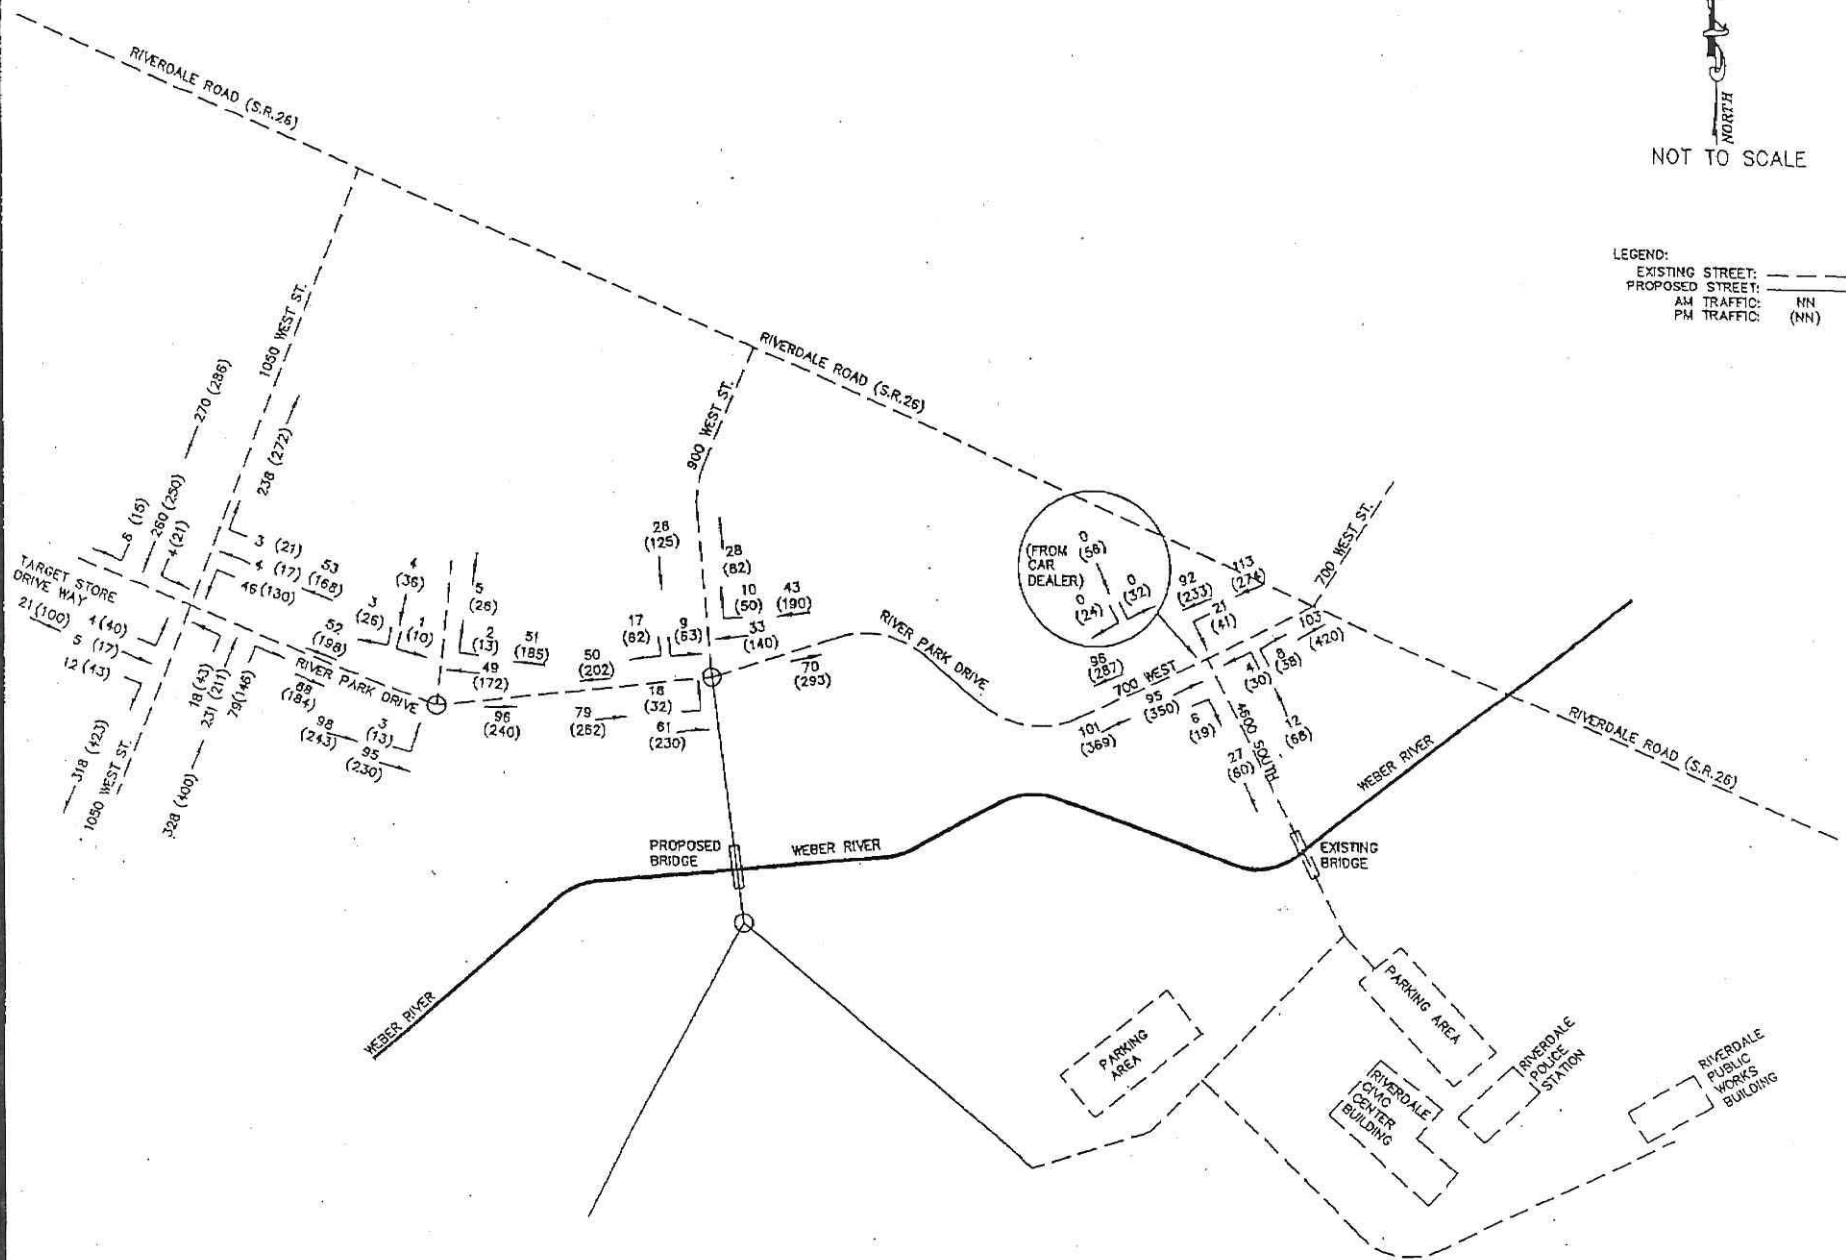 NORTH
NOT TO SCALE
LEGEND:
EXISTING STREET:
PROPOSED STREET:
AM TRAFFIC: NN
PM TRAFFIC: (NN)
RIVERDALE ROAD (S.R.26)
RIVERDALE ROAD (S.R.26)
RIVERDALE ROAD (S.R.26)
1050 WEST ST.
270 (286)
238 (272)
260 (250)
4 (21)
3 (21)
4 (17)
46 (130)
53
(168)
TARGET STORE
DRIVE WAY
21 (100)
4 (40)
5 (17)
12 (43)
318 (423)
1050 WEST ST.
18 (43)
231 (211)
79 (146)
328 (400)
52
(198)
3
(26)
4
(36)
1
(10)
5
(26)
2
(13)
51
(185)
49
(172)
RIVER PARK DRIVE
(184)
98
(243)
3
(13)
95
(230)
96
(240)
50
(202)
79
(262)
17
(62)
28
(125)
9
(63)
18
(32)
61
(230)
900 WEST ST.
28
(82)
10
(50)
43
(190)
33
(140)
70
(293)
RIVER PARK DRIVE
(FROM
CAR
DEALER)
0
(56)
0
(32)
0
(24)
92
(233)
113
(274)
21
(41)
700 WEST ST.
103
(420)
8
(38)
4
(30)
12
(68)
(287)
700 WEST
95
(350)
101
(369)
6
(19)
27
(60)
4600 SOUTH
WEBER RIVER
WEBER RIVER
WEBER RIVER
PROPOSED
BRIDGE
EXISTING
BRIDGE
PARKING AREA
PARKING
AREA
RIVERDALE
CIVIC
CENTER
BUILDING
RIVERDALE
POLICE
STATION
RIVERDALE
PUBLIC
WORKS
BUILDING